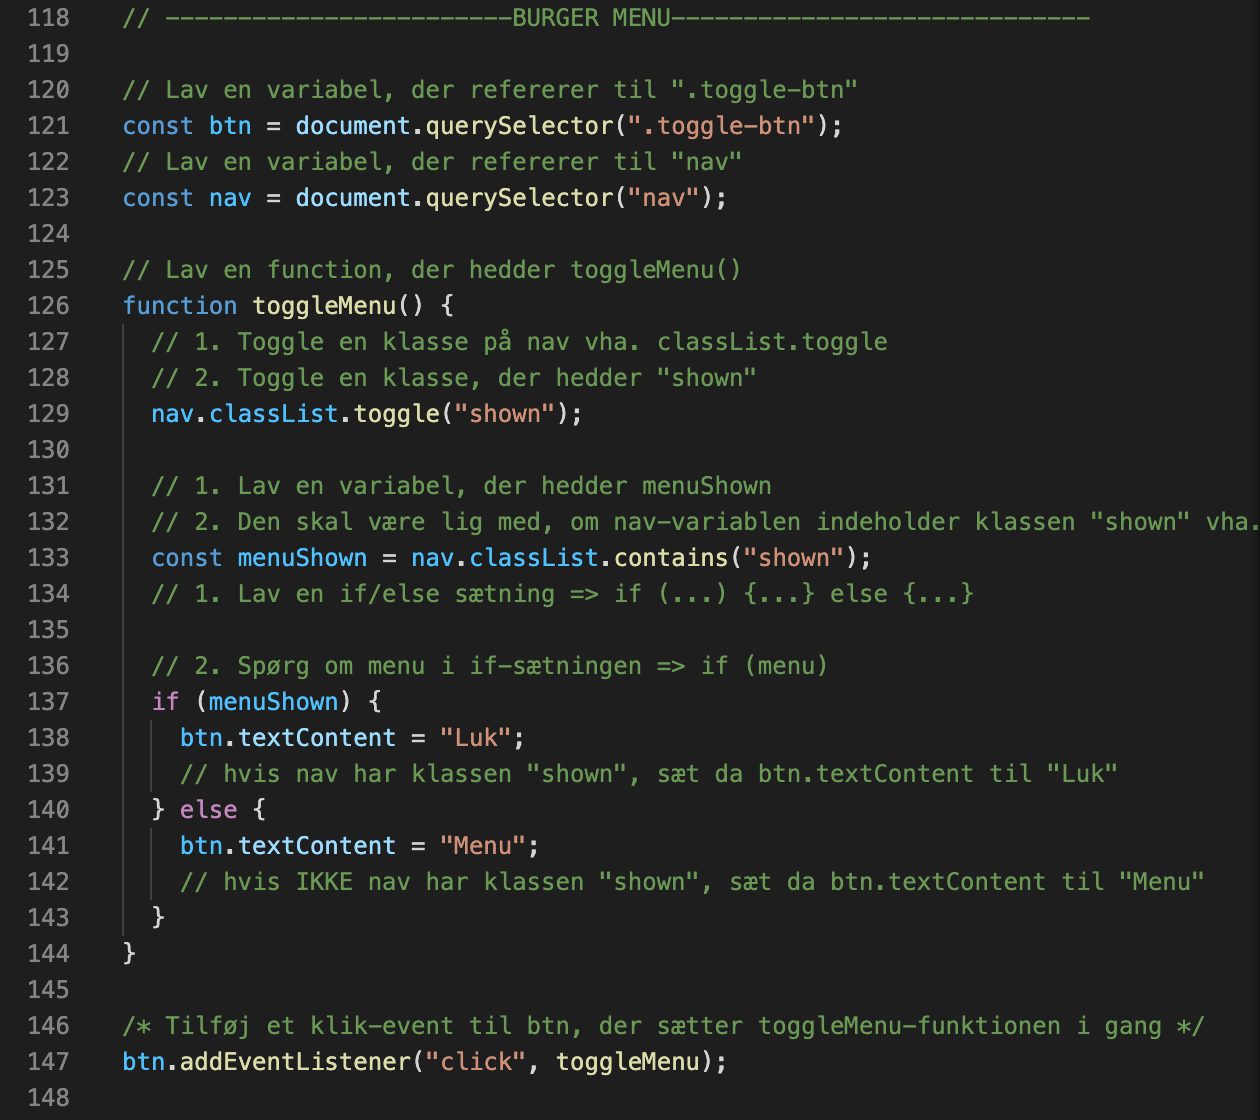 118 // ------------------------BURGER MENU-----------------------------
119
120 // Lav en variabel, der refererer til ".toggle-btn"
121 const btn = document.querySelector(".toggle-btn");
122 // Lav en variabel, der refererer til "nav"
123 const nav = document.querySelector("nav");
124
125 // Lav en function, der hedder toggleMenu()
126 function toggleMenu() {
127 // 1. Toggle en klasse på nav vha. classList.toggle
128 // 2. Toggle en klasse, der hedder "shown"
129 nav.classList.toggle("shown");
130
131 // 1. Lav en variabel, der hedder menuShown
132 // 2. Den skal være lig med, om nav-variablen indeholder klassen "shown" vha.
133 const menuShown = nav.classList.contains("shown");
134 // 1. Lav en if/else sætning => if (...) {...} else {...}
135
136 // 2. Spørg om menu i if-sætningen => if (menu)
137 if (menuShown) {
138 btn.textContent = "Luk";
139 // hvis nav har klassen "shown", sæt da btn.textContent til "Luk"
140 } else {
141 btn.textContent = "Menu";
142 // hvis IKKE nav har klassen "shown", sæt da btn.textContent til "Menu"
143 }
144 }
145
146 /* Tilføj et klik-event til btn, der sætter toggleMenu-funktionen i gang */
147 btn.addEventListener("click", toggleMenu);
148